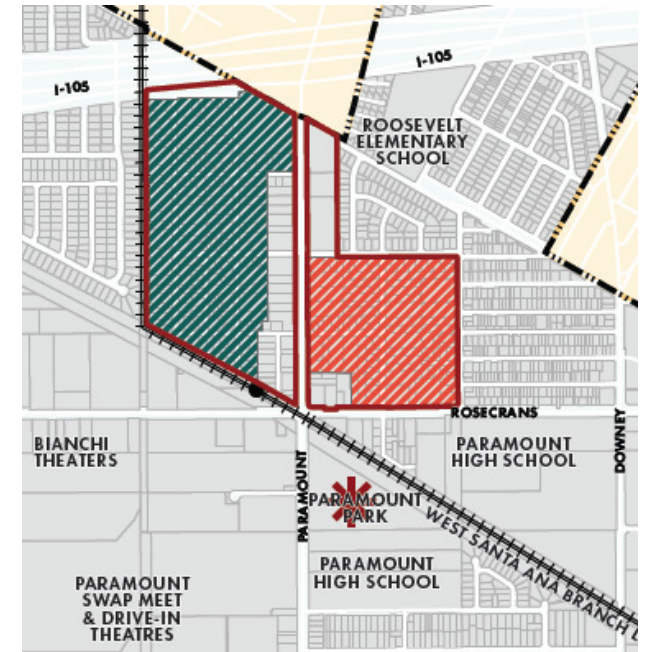 I-105
I-105
ROOSEVELT
ELEMENTARY
SCHOOL
ROSECRANS
BIANCHI
THEATERS
PARAMOUNT
HIGH SCHOOL
DOWNEY
PARAMOUNT
PARAMOUNT
PARK
WEST SANTA ANA BRANCH
PARAMOUNT
HIGH SCHOOL
PARAMOUNT
SWAP MEET
& DRIVE-IN
THEATRES